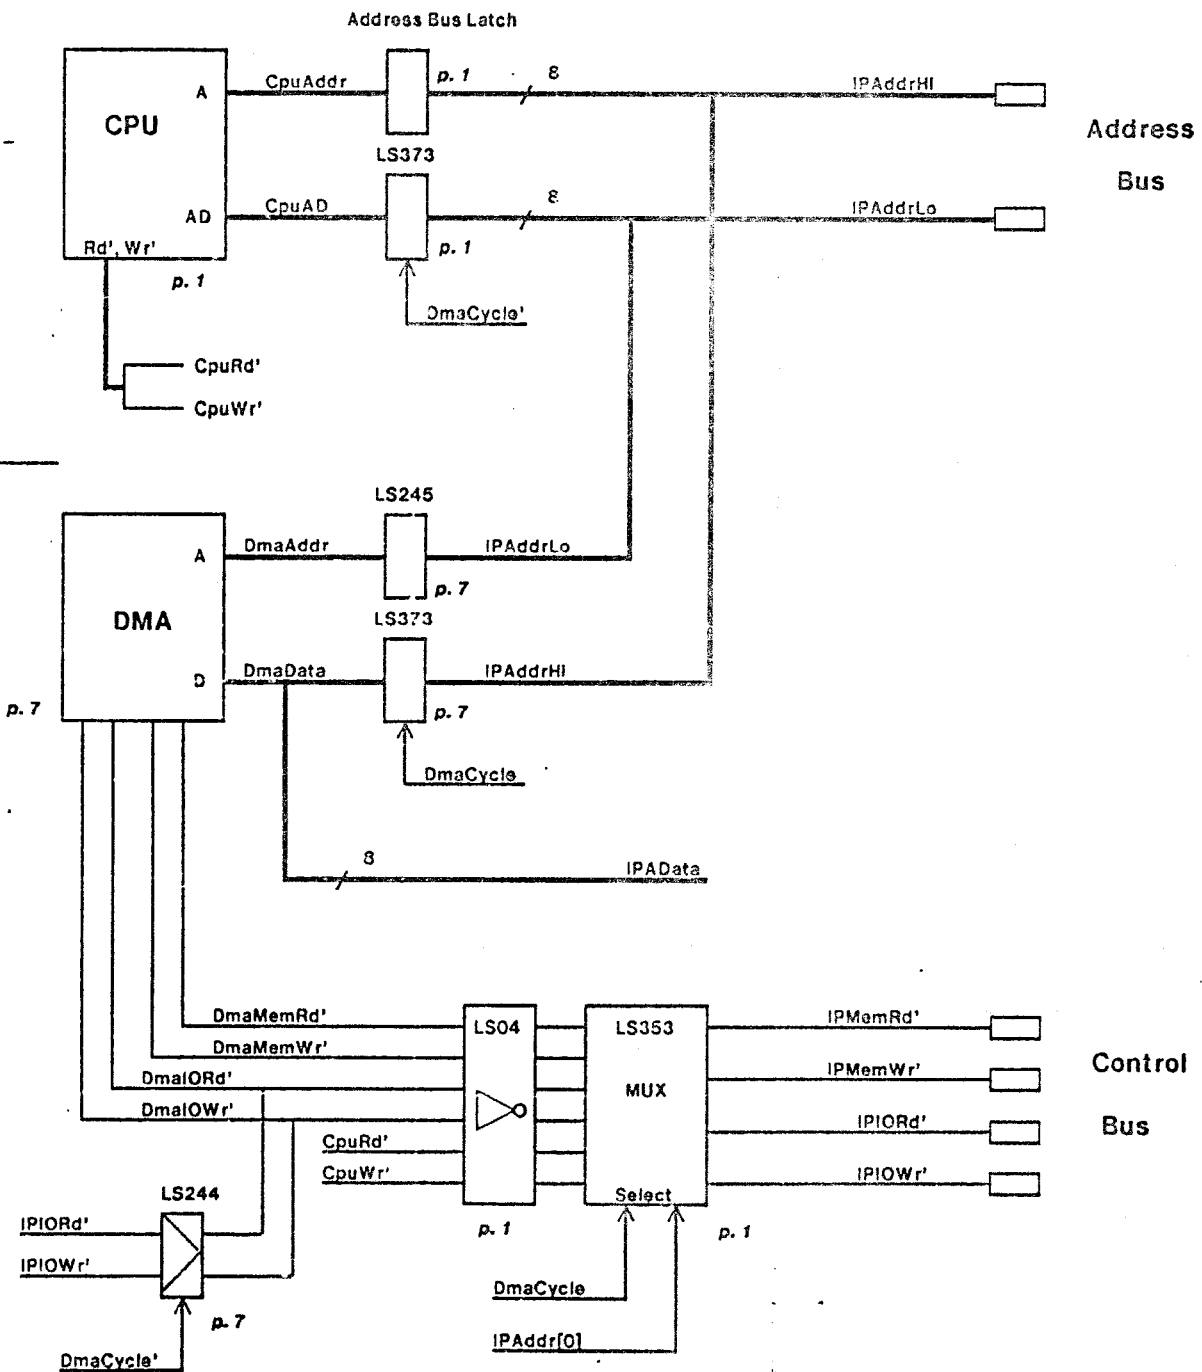 Address Bus Latch
A
CpuAddr
p. 1
8
IPAddrHI
CPU
Address
Bus
LS373
AD
CpuAD
8
IPAddrLo
Rd', Wr'
p. 1
p. 1
DmaCycle'
CpuRd'
CpuWr'
LS245
A
DmaAddr
IPAddrLo
p. 7
DMA
LS373
D
DmaData
IPAddrHI
p. 7
p. 7
DmaCycle
8
IPAData
DmaMemRd'
LS04
LS353
IPMemRd'
DmaMemWr'
Control
DmaIORd'
MUX
IPMemWr'
DmaIOWr'
IPIORd'
Bus
CpuRd'
CpuWr'
IPIOWr'
LS244
Select
IPIORd'
p. 1
p. 1
IPIOWr'
DmaCycle
p. 7
IPAddr[0]
DmaCycle'